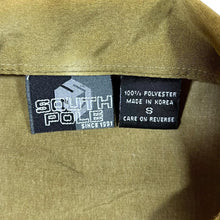 SOUTH
POLE
SINCE 1991
100% POLYESTER
MADE IN KOREA
S
CARE ON REVERSE